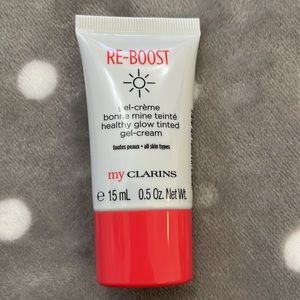 RE-BOOST
gel-crème
bonne mine teinté
healthy glow tinted
gel-cream
toutes peaux • all skin types
my CLARINS
℮ 15 mL 0.5 Oz. Net Wt.